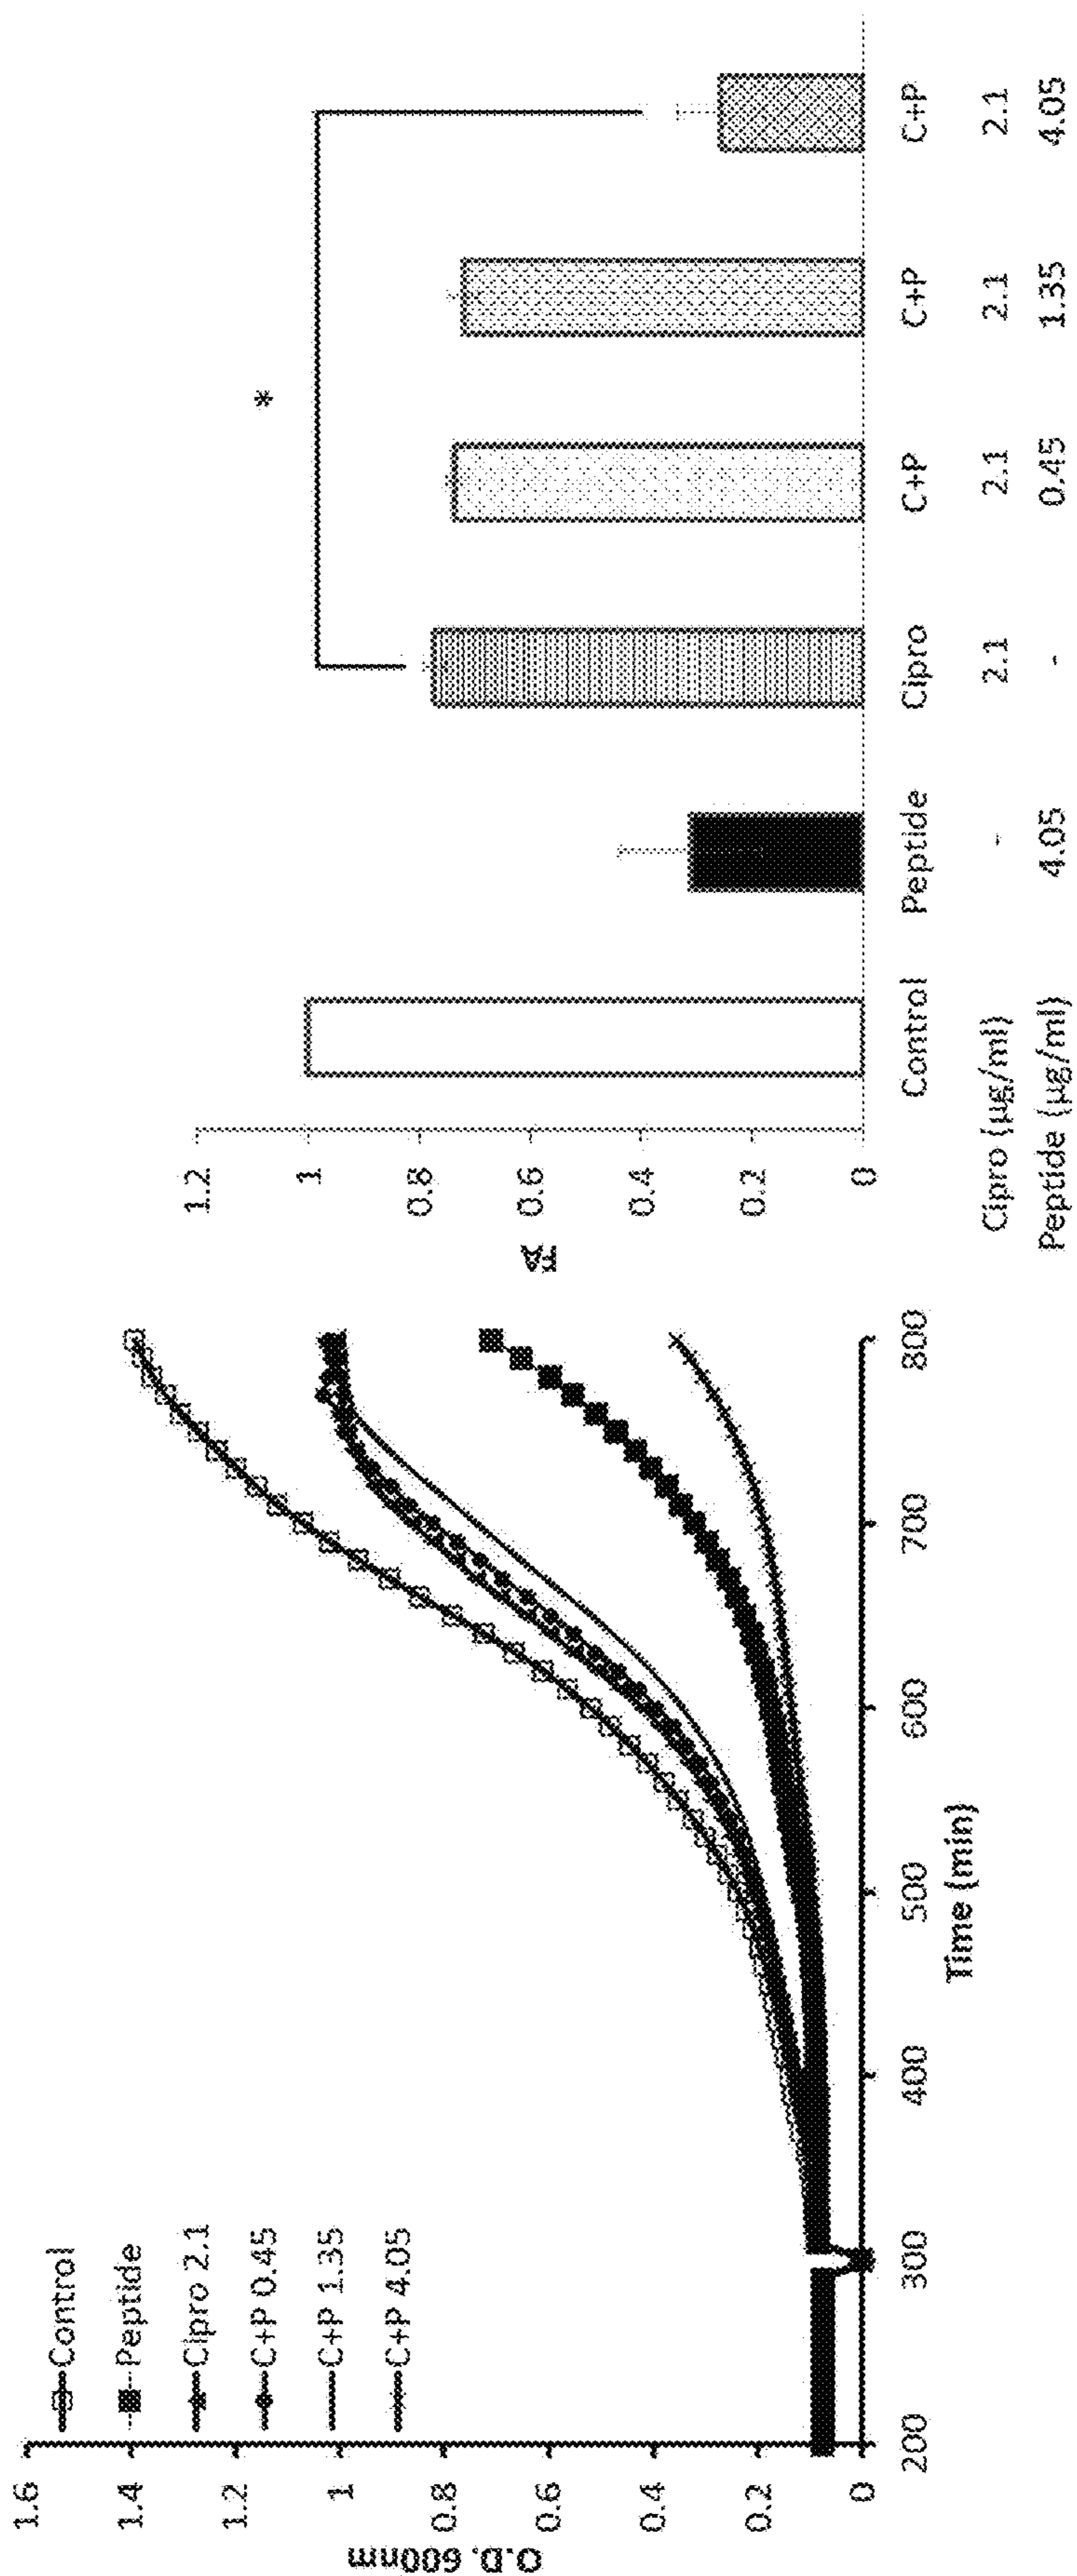 1.6
1.4
1.2
1
0.8
0.6
0.4
0.2
0
O.D. 600nm
Control
Peptide
Cipro 2.1
C+P 0.45
C+P 1.35
C+P 4.05
200 300 400 500 600 700 800
Time (min)
1.2
1
0.8
0.6
0.4
0.2
0
FA
*
Control Peptide Cipro C+P C+P C+P
Cipro (µg/ml) - 2.1 2.1 2.1 2.1
Peptide (µg/ml) 4.05 - 0.45 1.35 4.05